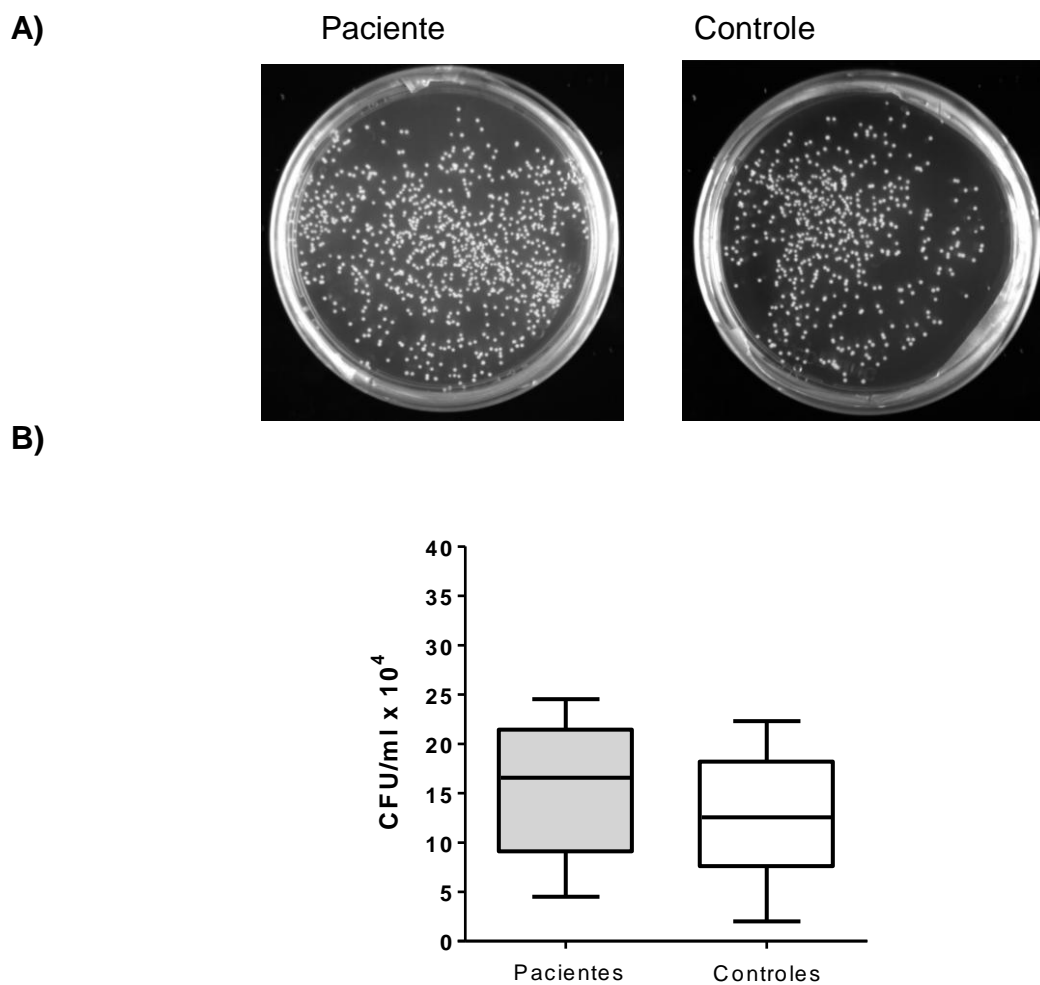 A)
Paciente
Controle
B)
40
35
30
25
20
15
10
5
0
CFU/ml x 10⁴
Pacientes
Controles